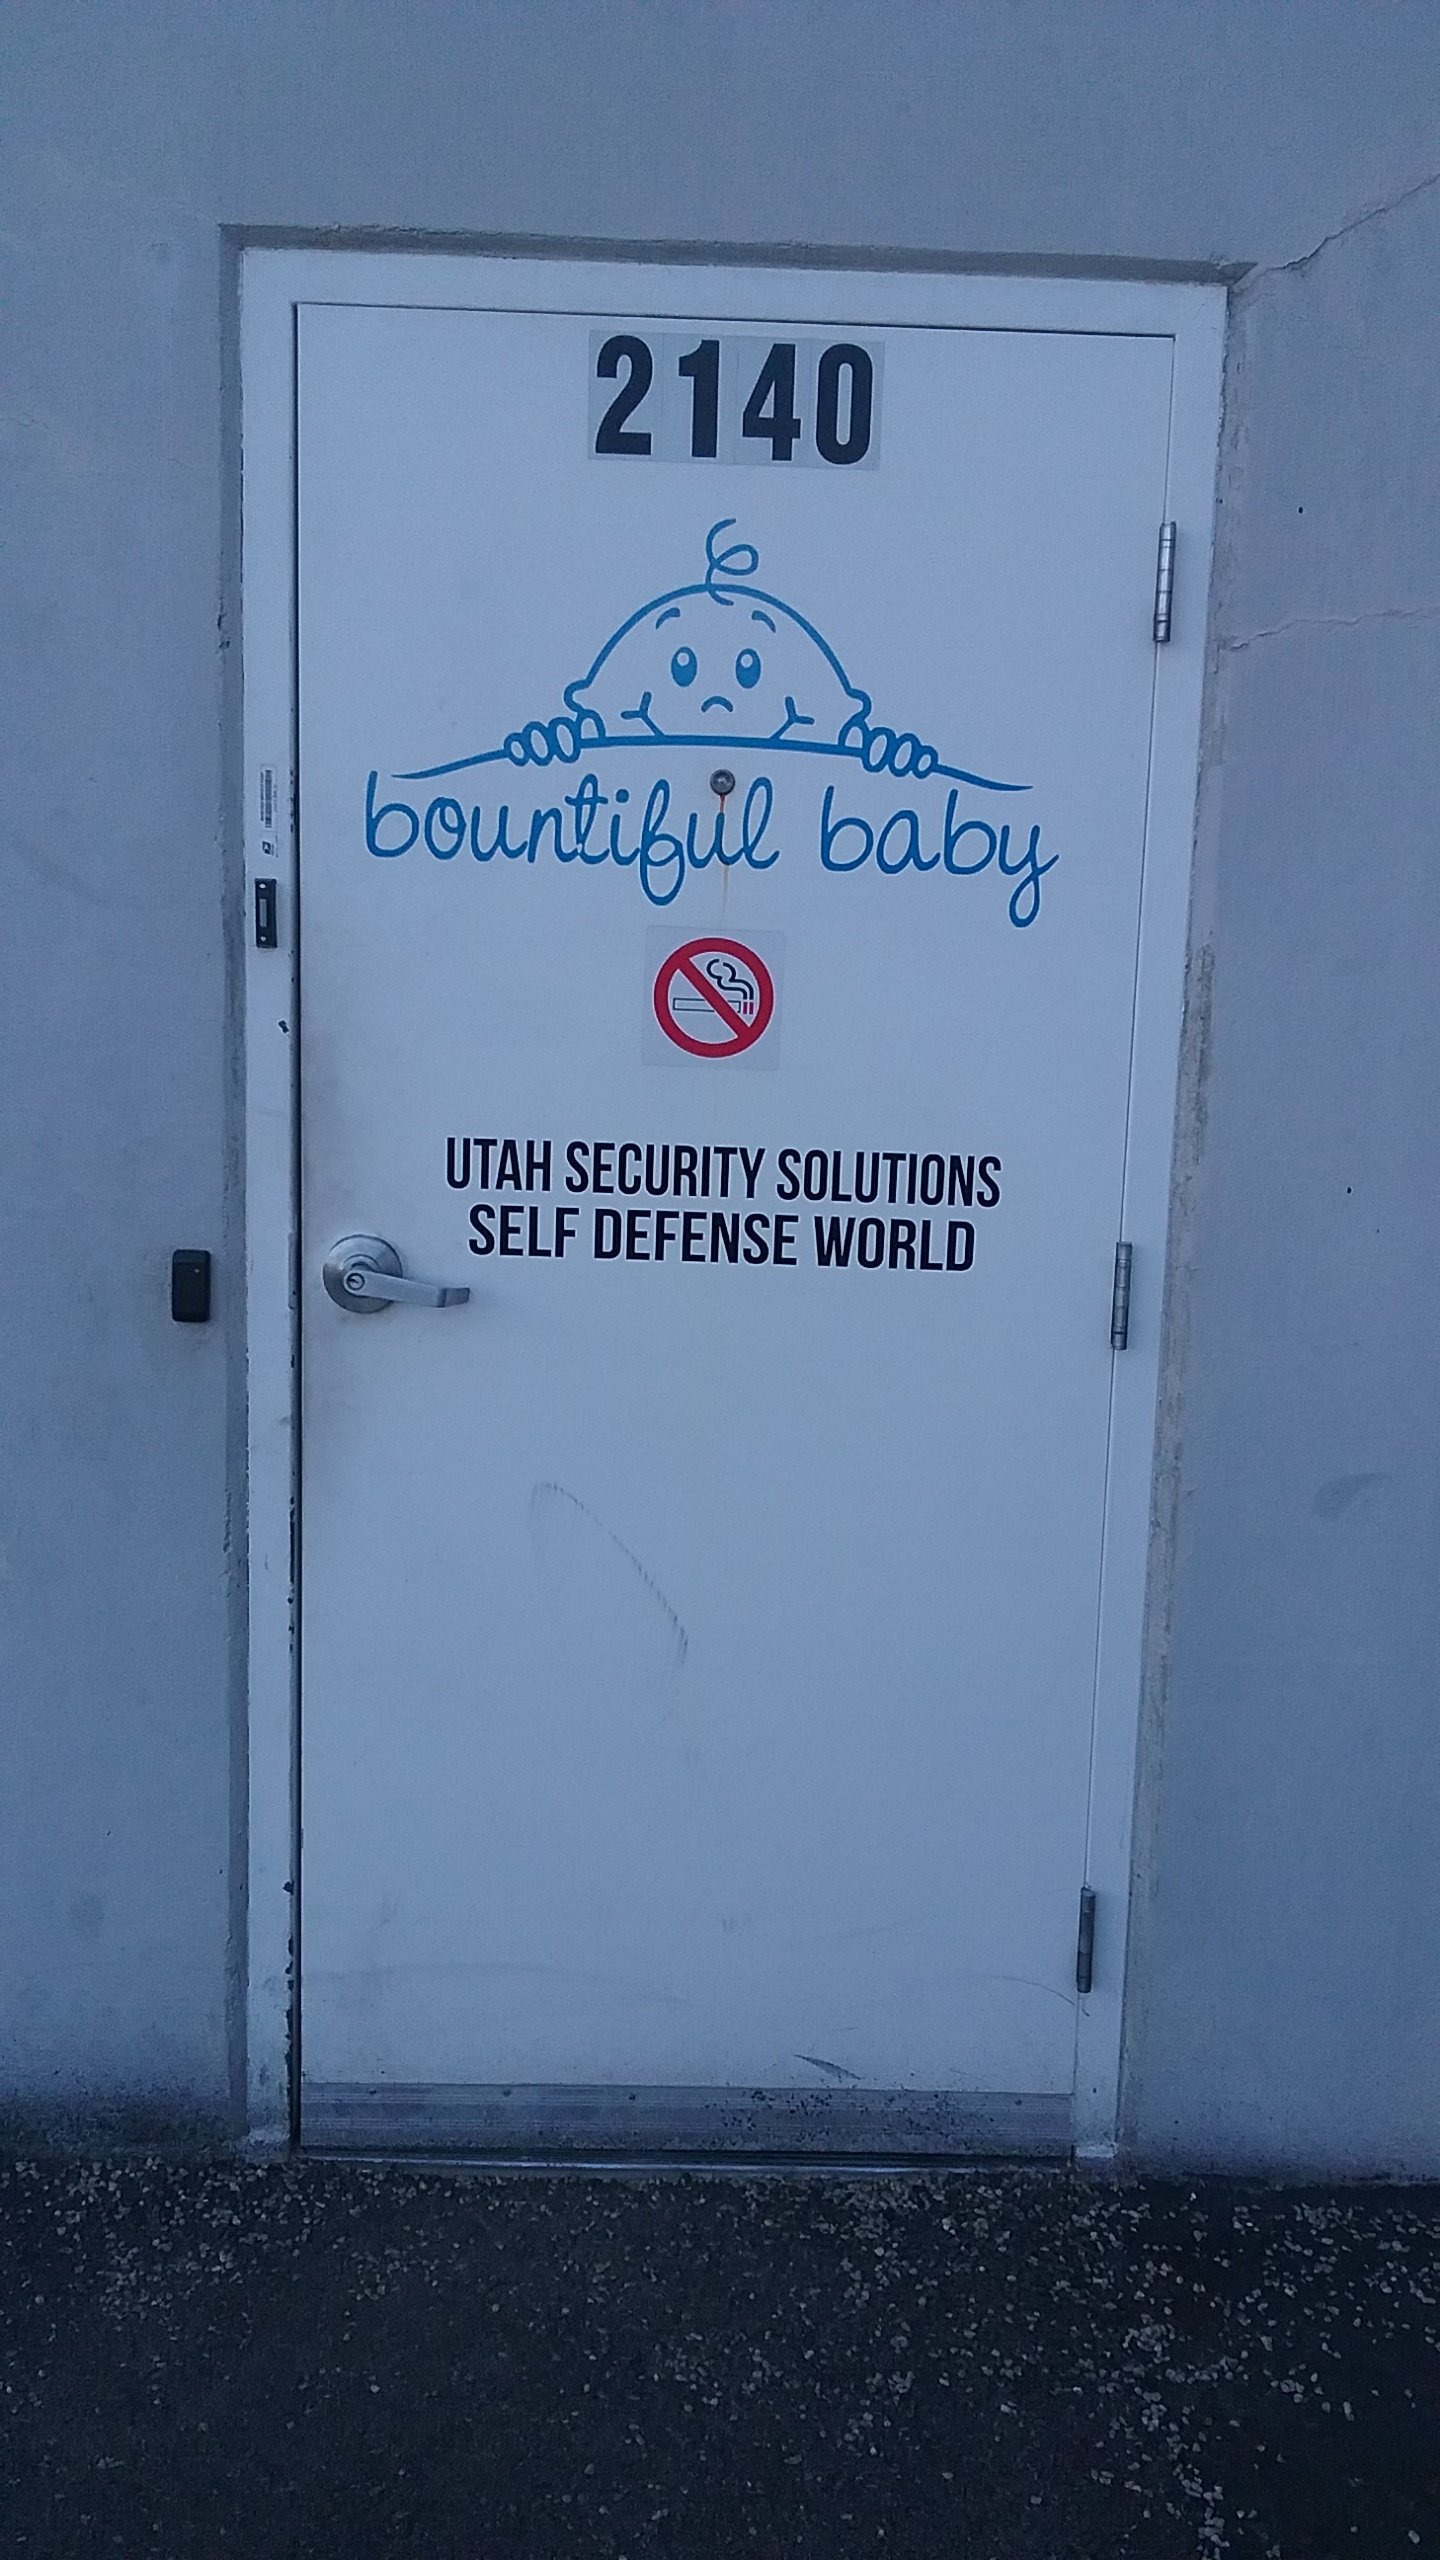 2140
bountiful baby
UTAH SECURITY SOLUTIONS
SELF DEFENSE WORLD